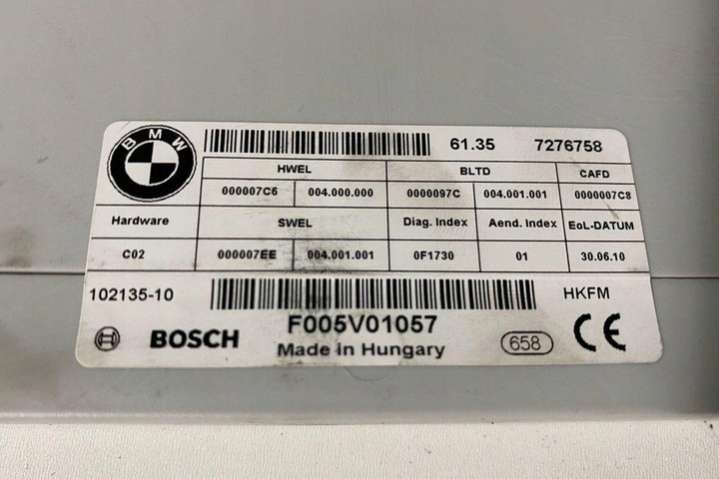 BMW
61.35 7276758
HWEL BLTD CAFD
000007C6 004.000.000 0000097C 004.001.001 0000007C8
Hardware SWEL Diag. Index Aend. Index EoL-DATUM
C02 000007EE 004.001.001 0F1730 01 30.06.10
102135-10 HKFM
BOSCH F005V01057
Made in Hungary 658 CE